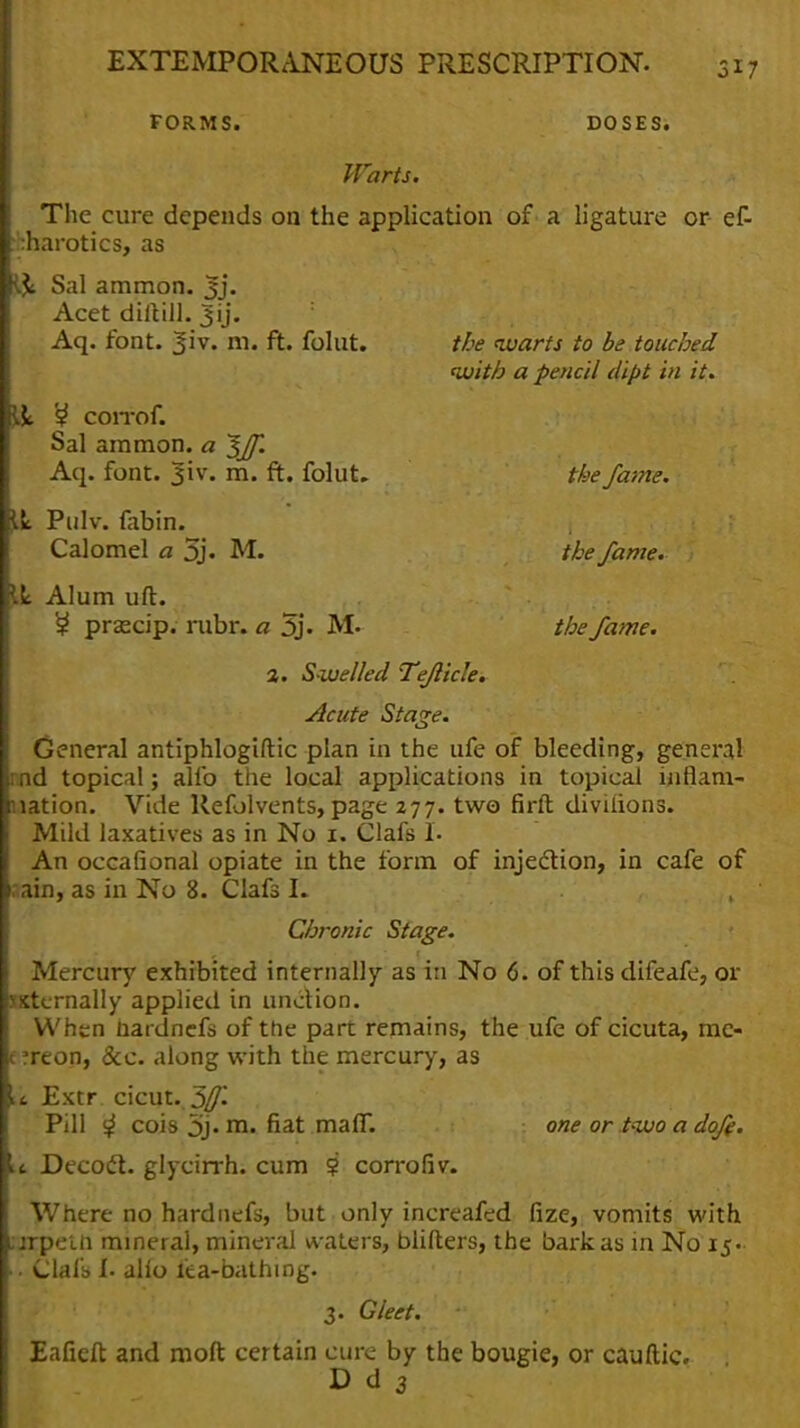 EXTEMPORANEOUS PRESCRIPTION. 317
FORMS. DOSES.
Warts.
The cure depends on the application of a ligature or eſ-
charotics, as
℞ Sal ammon. ℥j.
Acet diſtill. ℥ij.
Aq. font. ℥iv. m. ft. ſolut. the warts to be touched
with a pencil dipt in it.
℞ ☿ corroſ.
Sal ammon. a ℥ſſ.
Aq. font. ℥iv. m. ft. ſolut. the ſame.
℞ Pulv. ſabin.
Calomel a ʒj. M. the ſame.
℞ Alum uſt.
☿ præcip. rubr. a ʒj. M. the ſame.
2. Swelled Teſticle.
Acute Stage.
General antiphlogiſtic plan in the uſe of bleeding, general
and topical; alſo the local applications in topical inflam-
mation. Vide Reſolvents, page 277. two firſt diviſions.
Mild laxatives as in No 1. Claſs I.
An occaſional opiate in the form of injection, in caſe of
pain, as in No 8. Claſs I.
Chronic Stage.
Mercury exhibited internally as in No 6. of this diſeaſe, or
externally applied in unction.
When hardneſs of the part remains, the uſe of cicuta, me-
zereon, &c. along with the mercury, as
℞ Extr cicut. ʒſſ.
Pill ☿ cois ʒj. m. fiat maſſ. one or two a doſe.
℞ Decoct. glycirrh. cum ☿ corroſiv.
Where no hardneſs, but only increaſed ſize, vomits with
turpeth mineral, mineral waters, bliſters, the bark as in No 15.
Claſs I. alſo ſea-bathing.
3. Gleet.
Eaſieſt and moſt certain cure by the bougie, or cauſtic.
D d 3